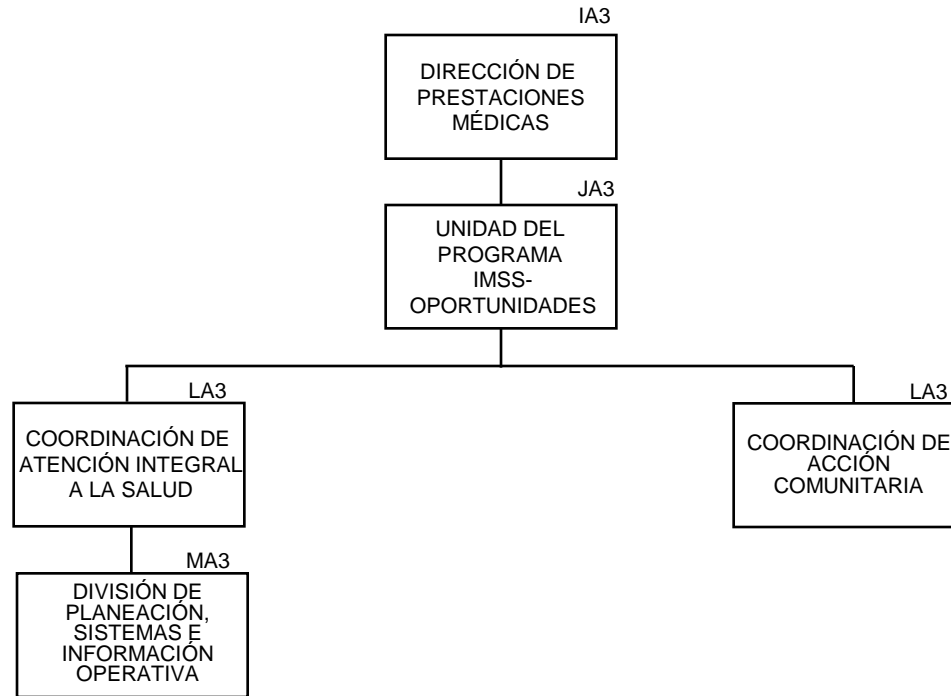 IA3
DIRECCIÓN DE
PRESTACIONES
MÉDICAS
JA3
UNIDAD DEL
PROGRAMA
IMSS-
OPORTUNIDADES
LA3
COORDINACIÓN DE
ATENCIÓN INTEGRAL
A LA SALUD
LA3
COORDINACIÓN DE
ACCIÓN
COMUNITARIA
MA3
DIVISIÓN DE
PLANEACIÓN,
SISTEMAS E
INFORMACIÓN
OPERATIVA